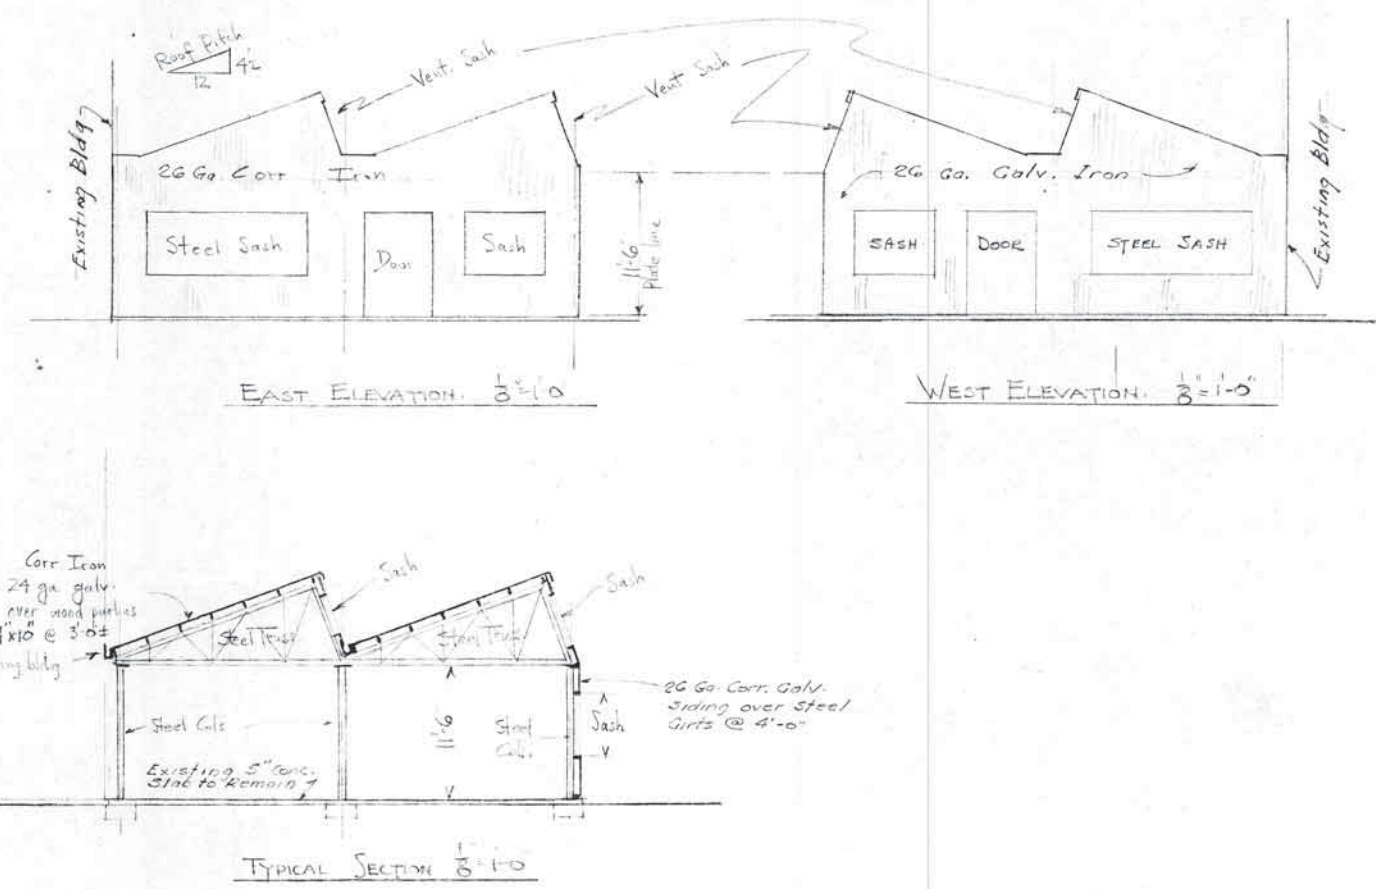 Roof Pitch
12
Vent. Sash
Vent Sash
Existing Bldg
26 Ga. Corr Iron
Steel Sash
Door
Sash
11'-6"
Plate line
EAST ELEVATION. 1/8"=1'0
26 Ga. Galv. Iron
SASH
DOOR
STEEL SASH
Existing Bldg
WEST ELEVATION. 1/8"=1'-0"
Corr Iron
24 ga galv.
over wood purlins
x10" @ 3'-0"±
bldg
Sash
Sash
Steel Truss
Steel Truss
Steel Cols
11'-6"
Steel
Cols
Sash
26 Ga. Corr. Galv.
Siding over Steel
Girts @ 4'-0"
Existing 5" Conc.
Slab to Remain
TYPICAL SECTION 1/8"=1'-0